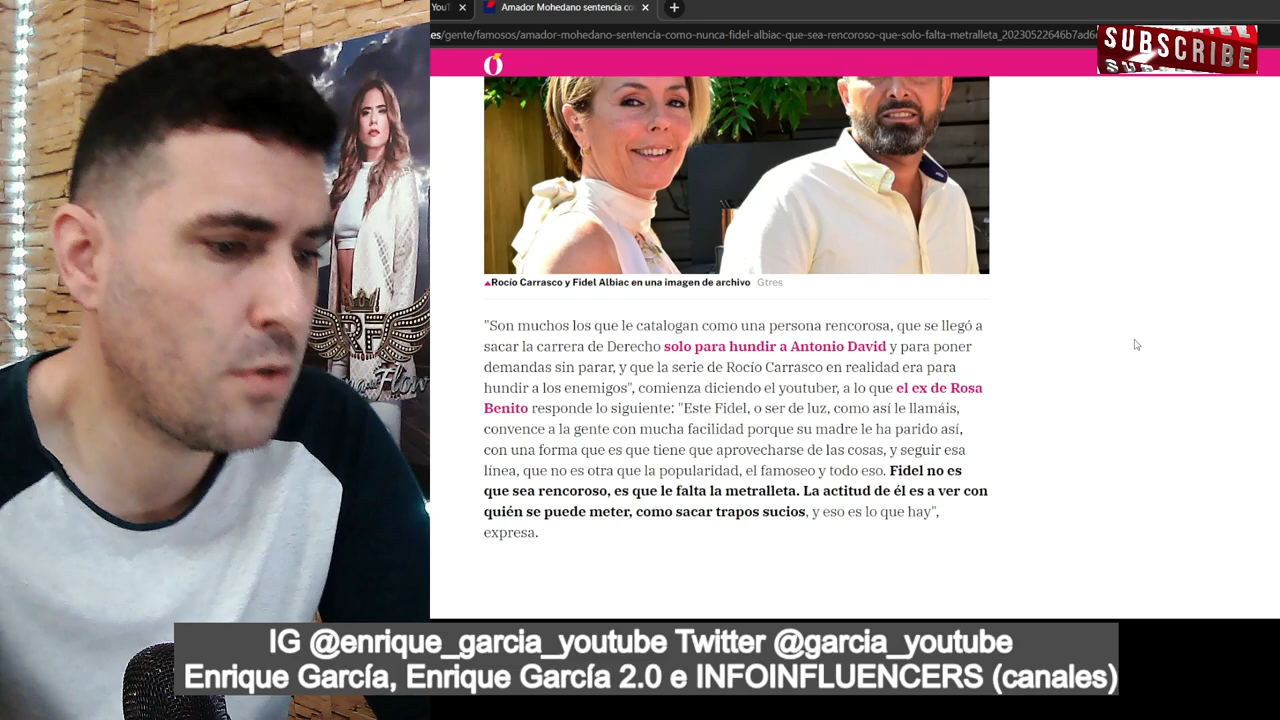 YouT
Amador Mohedano sentencia co
es/gente/famosos/amador-mohedano-sentencia-como-nunca-fidel-albiac-que-sea-rencoroso-que-solo-falta-metralleta_20230522646b7ad6
SUBSCRIBE
Rocío Carrasco y Fidel Albiac en una imagen de archivo Gtres
"Son muchos los que le catalogan como una persona rencorosa, que se llegó a
sacar la carrera de Derecho solo para hundir a Antonio David y para poner
demandas sin parar, y que la serie de Rocío Carrasco en realidad era para
hundir a los enemigos", comienza diciendo el youtuber, a lo que el ex de Rosa
Benito responde lo siguiente: "Este Fidel, o ser de luz, como así le llamáis,
convence a la gente con mucha facilidad porque su madre le ha parido así,
con una forma que es que tiene que aprovecharse de las cosas, y seguir esa
línea, que no es otra que la popularidad, el famoseo y todo eso. Fidel no es
que sea rencoroso, es que le falta la metralleta. La actitud de él es a ver con
quién se puede meter, como sacar trapos sucios, y eso es lo que hay",
expresa.
RF
Flow
IG @enrique_garcia_youtube Twitter @garcia_youtube
Enrique García, Enrique García 2.0 e INFOINFLUENCERS (canales)